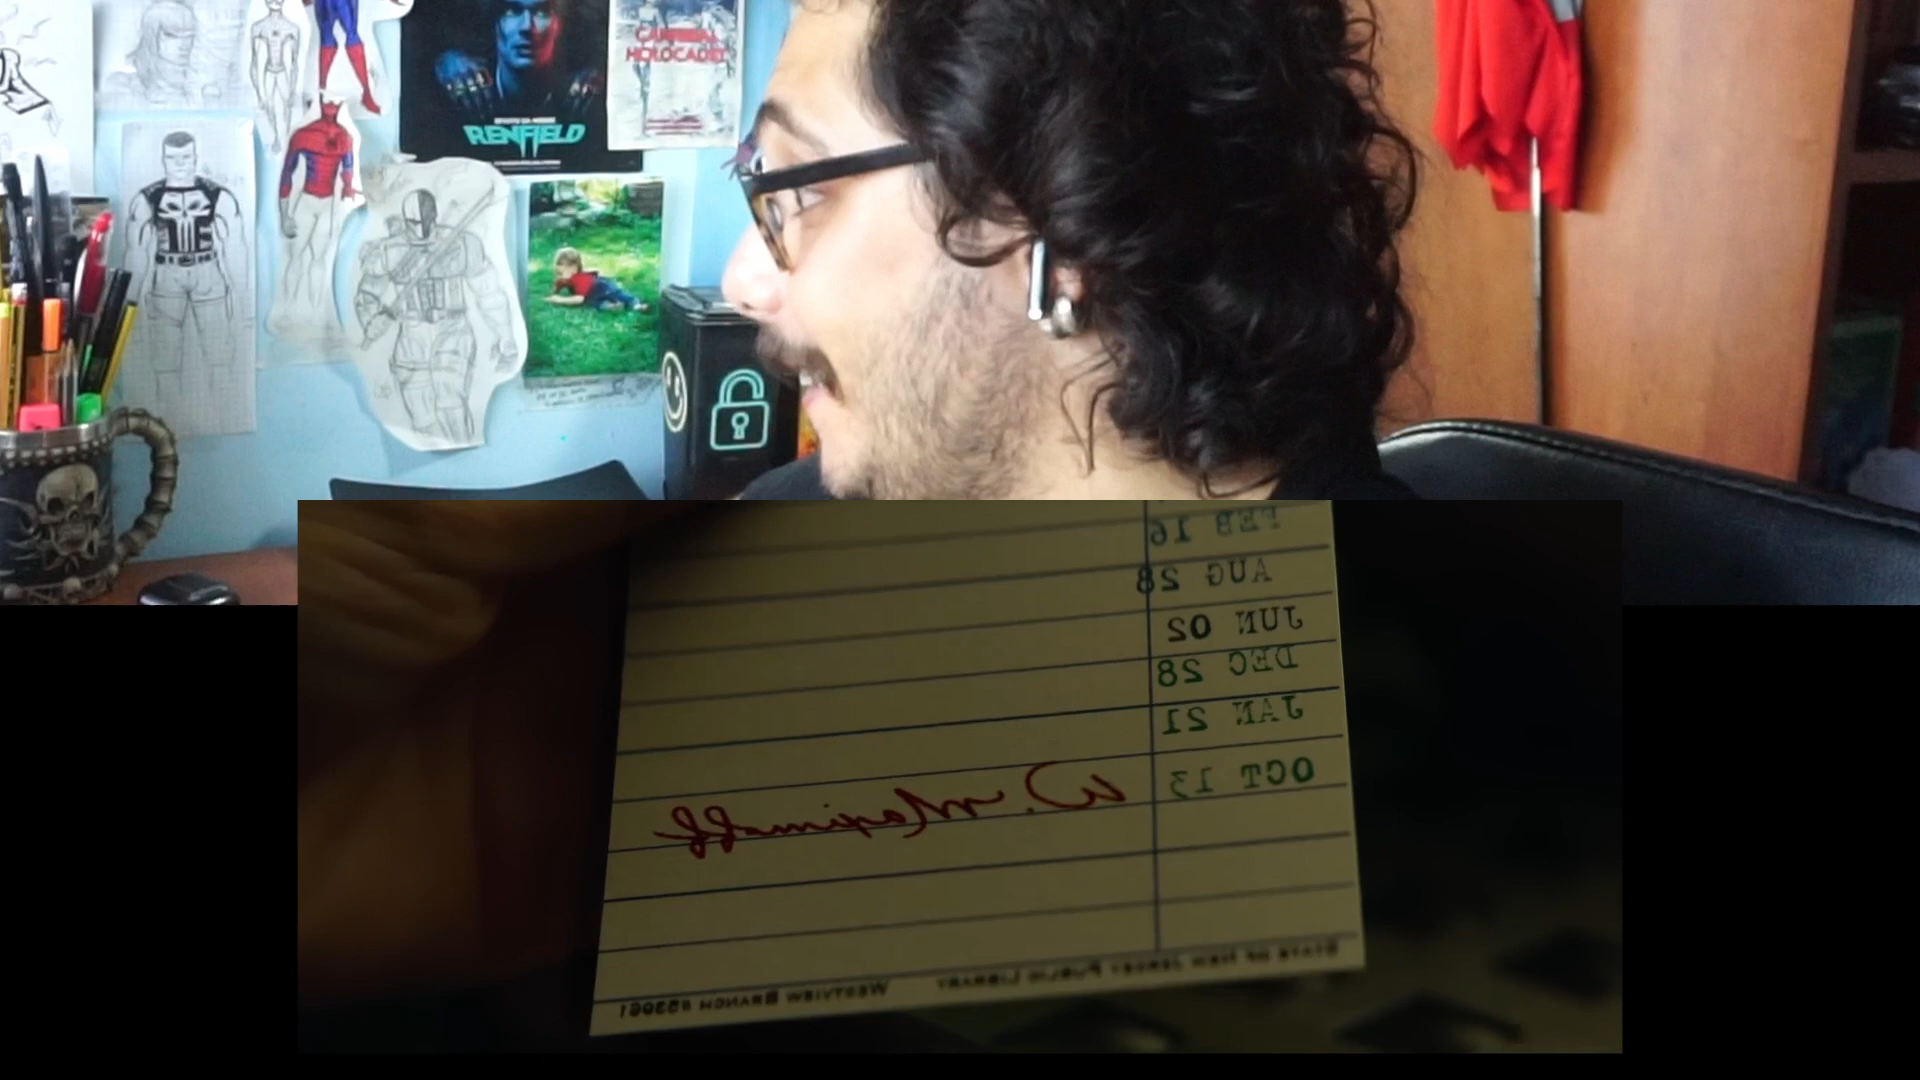 CANNIBAL
HOLOCAUST
RENFIELD
FEB 16
AUG 28
JUN 02
DEC 28
JAN 21
OCT 13
W. Maximoff
STATE OF NEW JERSEY PUBLIC LIBRARY WESTVIEW BRANCH #23061